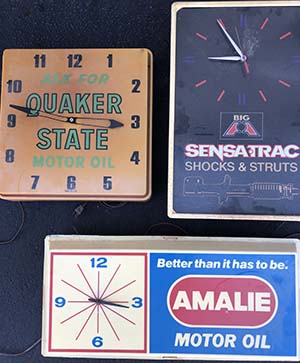 12
11
1
ASK FOR
10
2
QUAKER
9
3
STATE
8
4
MOTOR OIL
7
5
6
BIG
A
SENSATRAC
SHOCKS & STRUTS
12
9
3
6
Better than it has to be.
AMALIE
MOTOR OIL